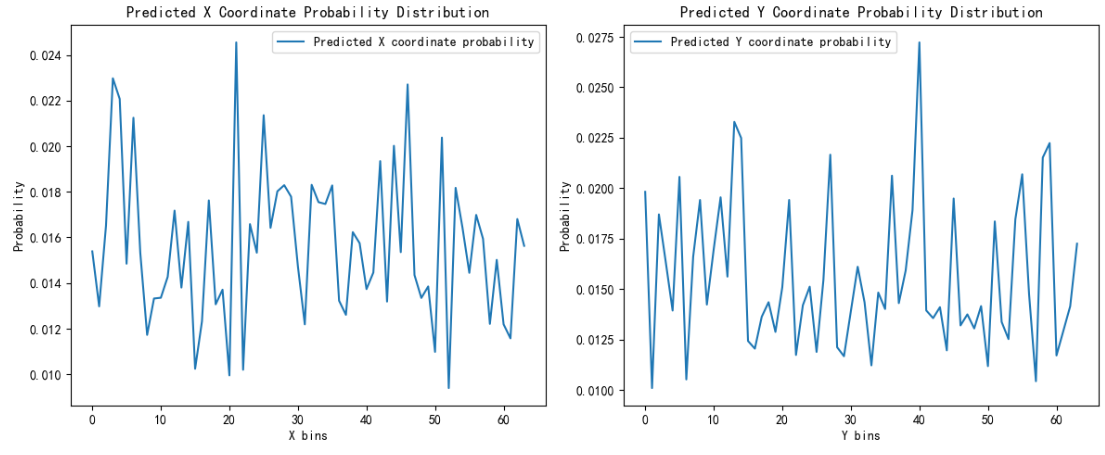 Predicted X Coordinate Probability Distribution
Predicted X coordinate probability
0.024
0.022
0.020
0.018
0.016
0.014
0.012
0.010
Probability
0 10 20 30 40 50 60
X bins
Predicted Y Coordinate Probability Distribution
Predicted Y coordinate probability
0.0275
0.0250
0.0225
0.0200
0.0175
0.0150
0.0125
0.0100
Probability
0 10 20 30 40 50 60
Y bins